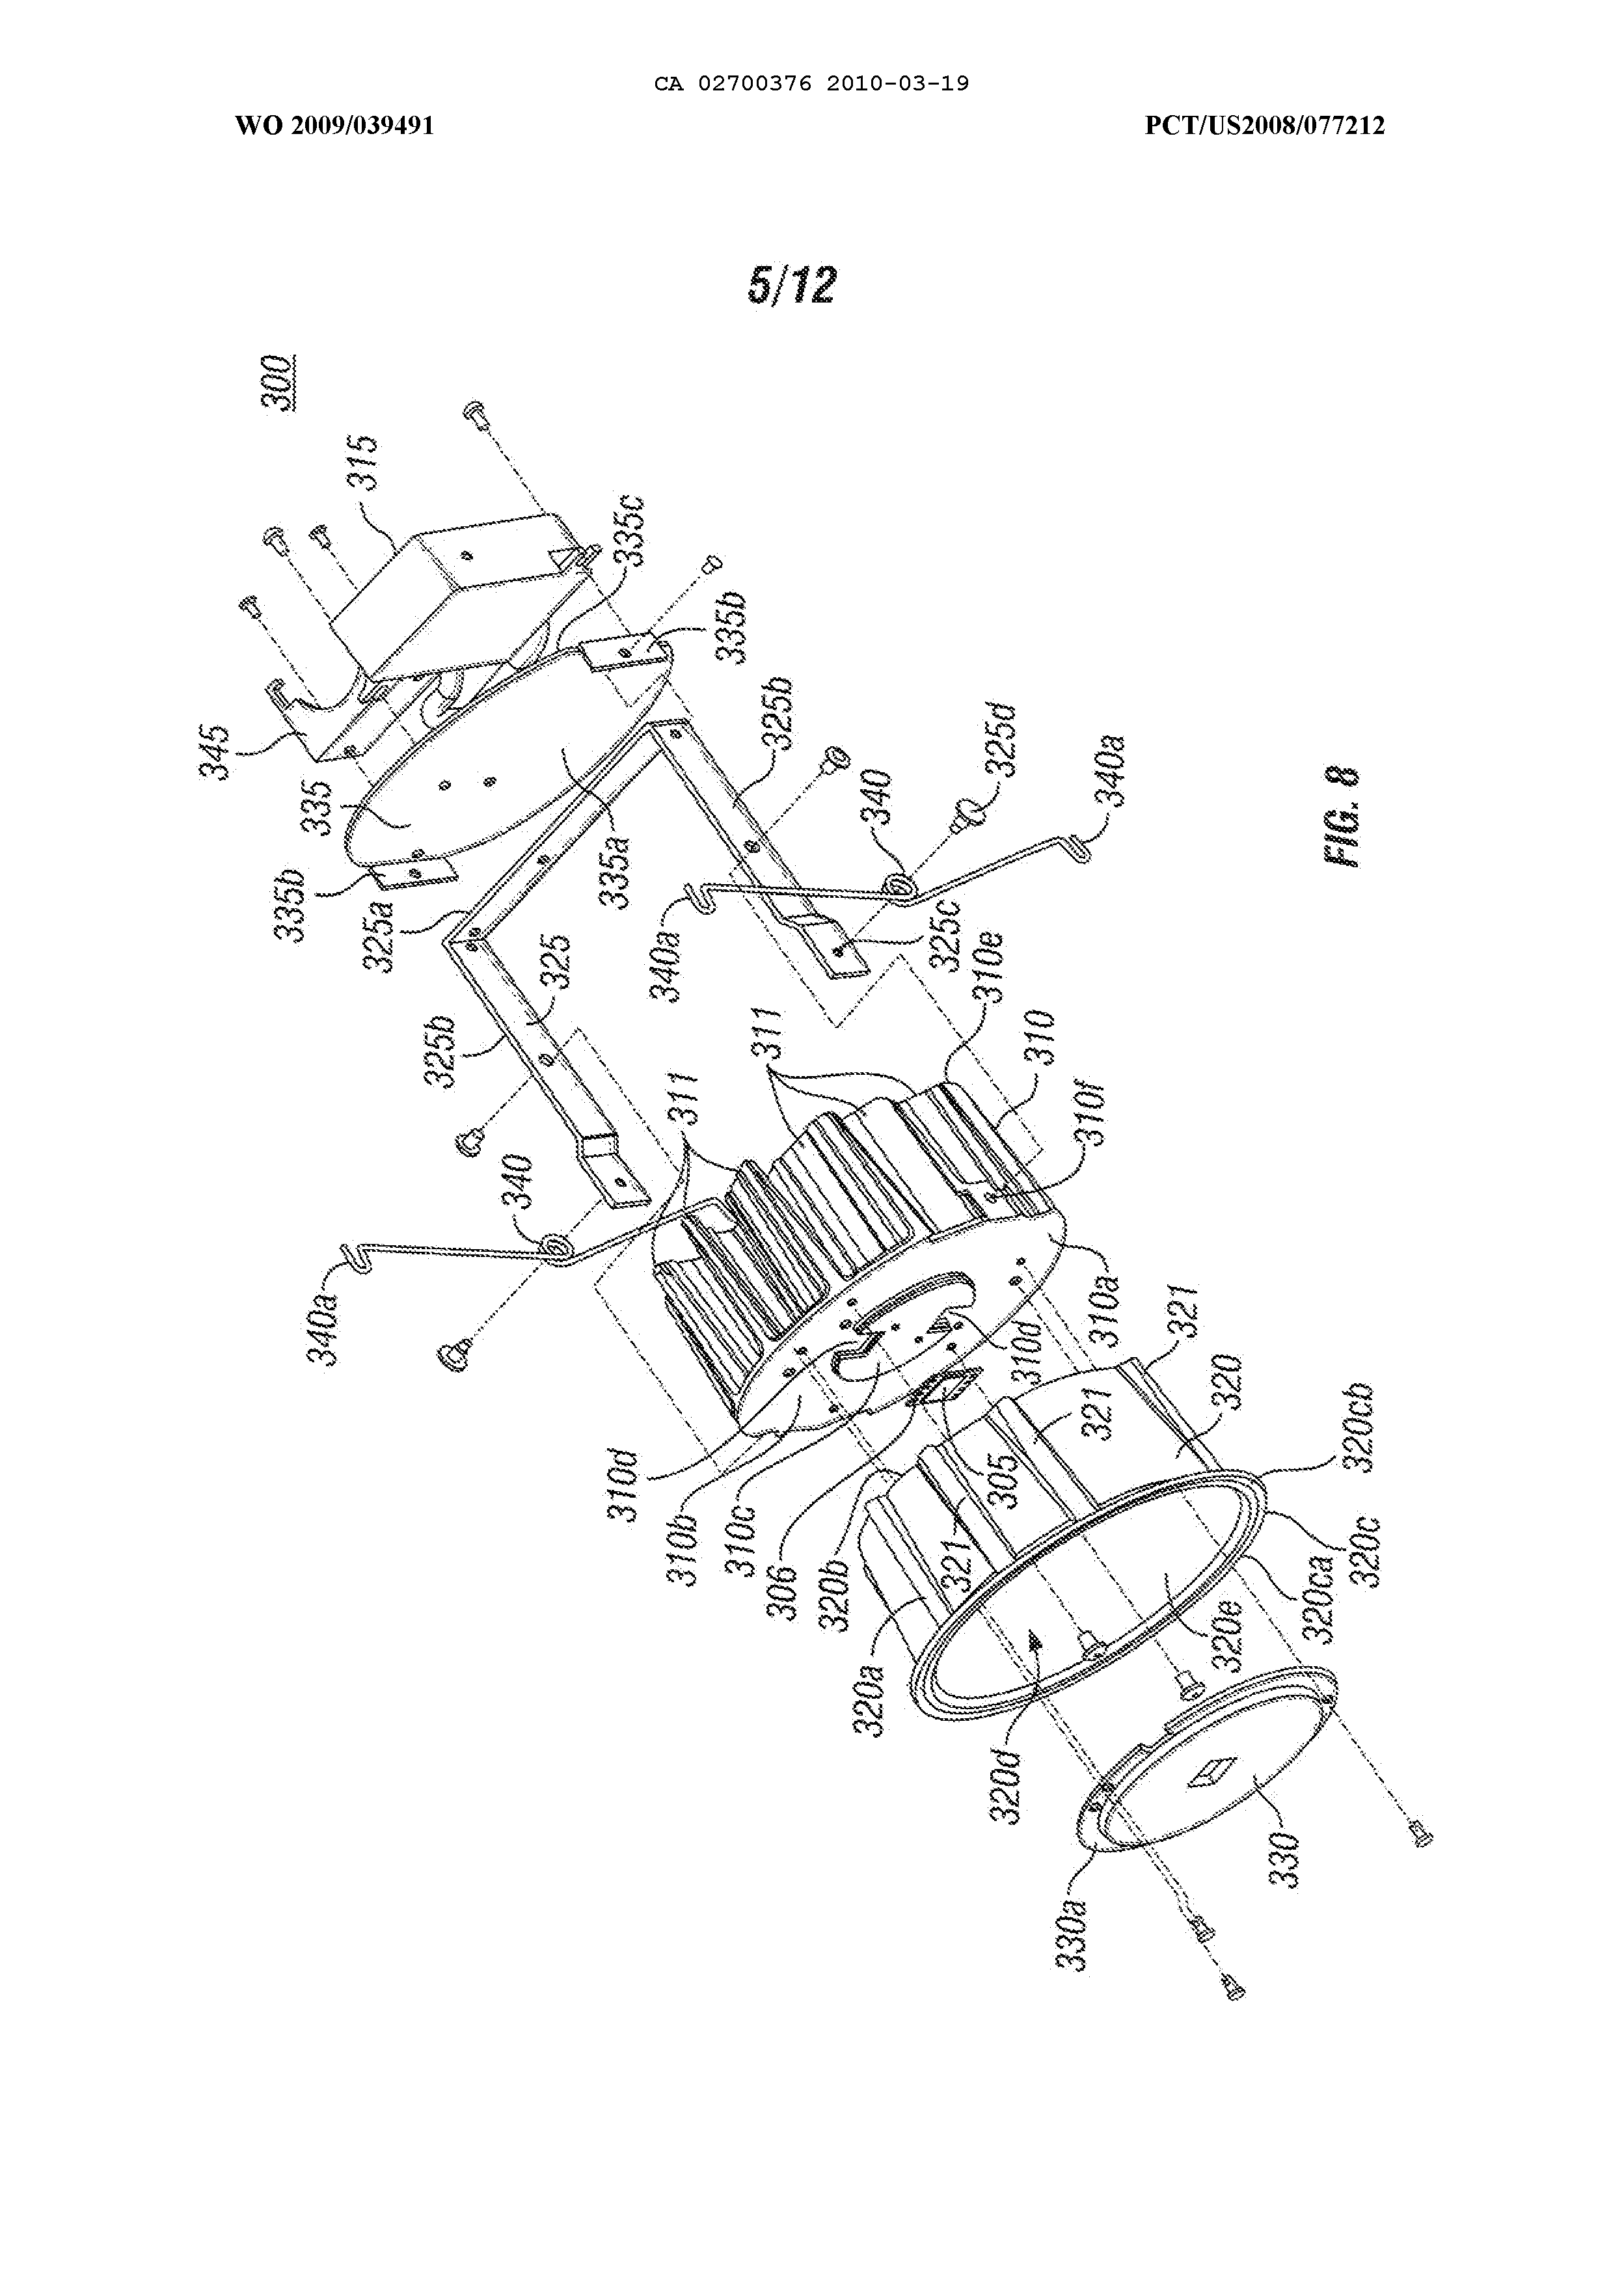 CA 02700376 2010-03-19
WO 2009/039491
PCT/US2008/077212
5/12
300
315
335c
335b
345
335
335b
325a
335a
325b
325d
340
340a
325
325b
340a
325c
310e
311
311
310
310f
340
340a
310a
310d
321
320
321
320cb
310d
310b
310c
306
305
321
320b
320c
320ca
320e
320a
320d
330
330a
FIG. 8